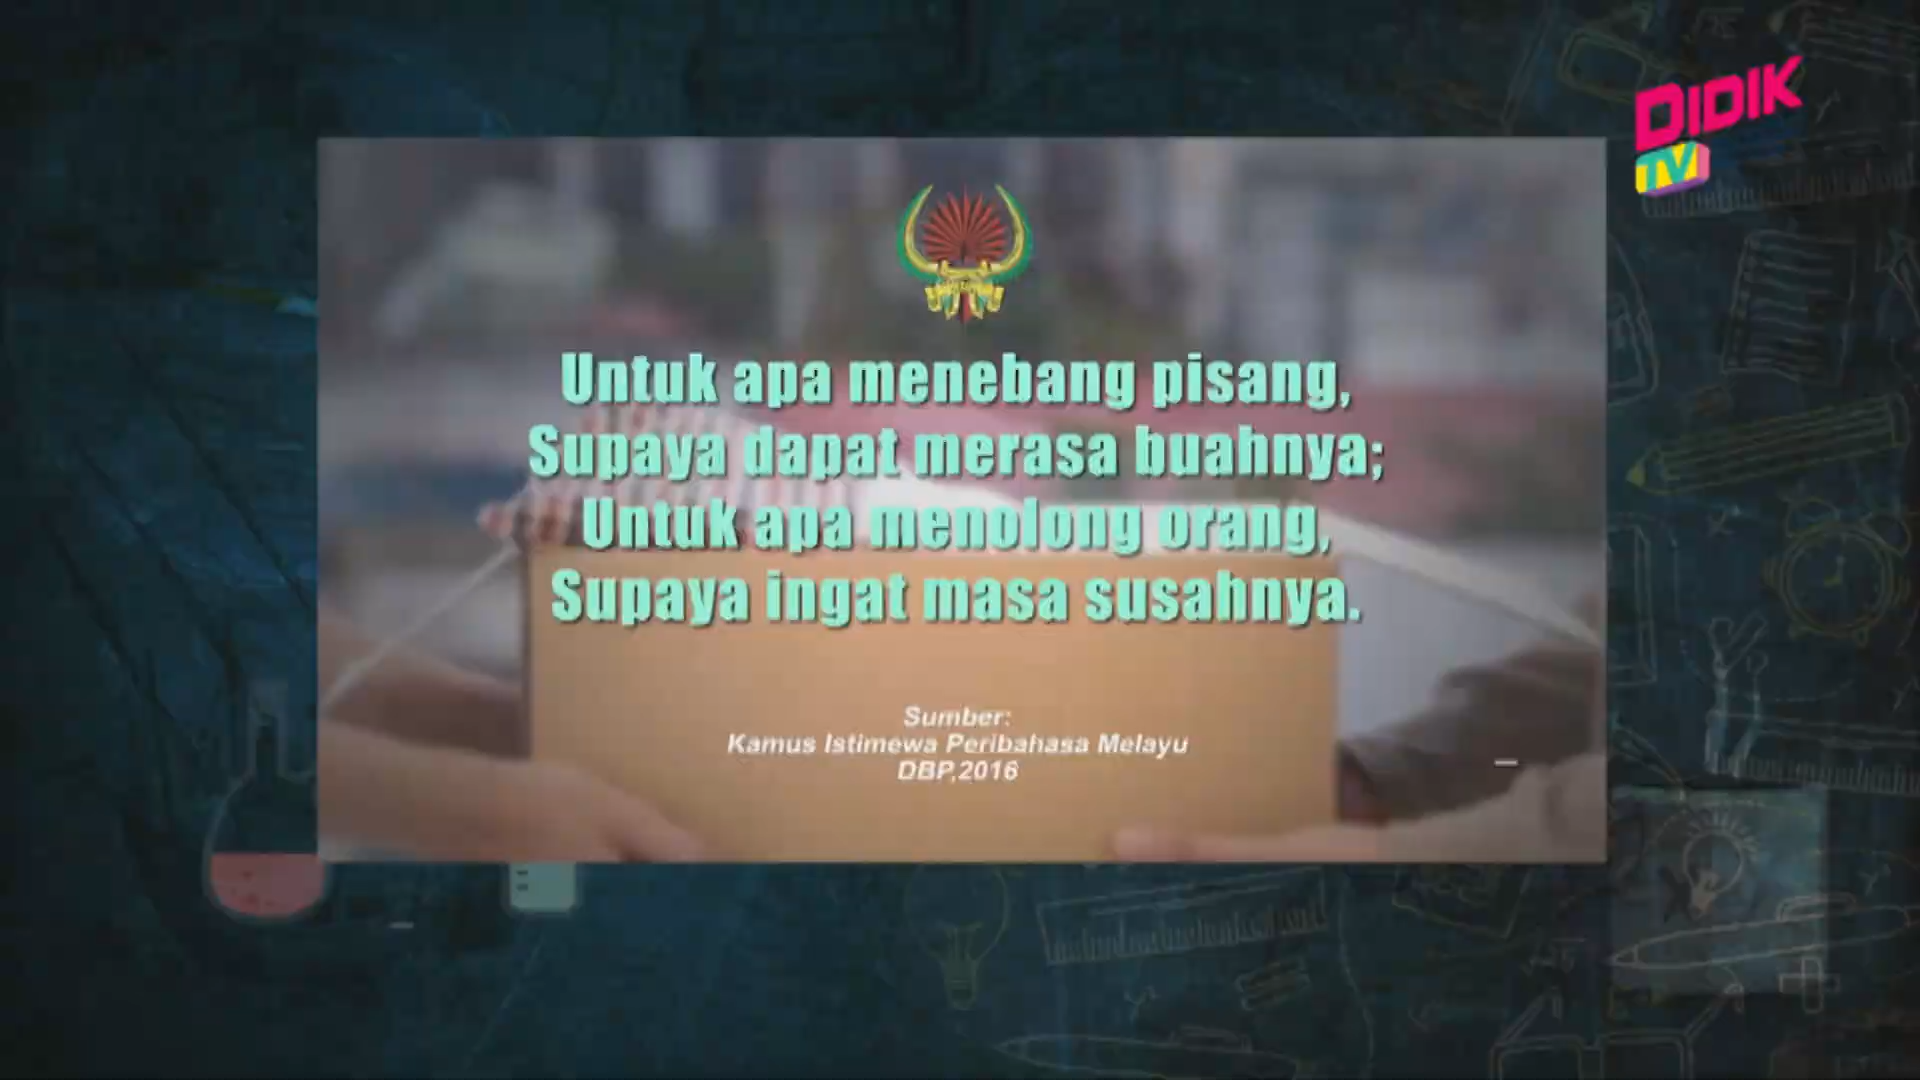 DIDIK
TV
Untuk apa menebang pisang,
Supaya dapat merasa buahnya;
Untuk apa menolong orang,
Supaya ingat masa susahnya.
Sumber:
Kamus Istimewa Peribahasa Melayu
DBP,2016